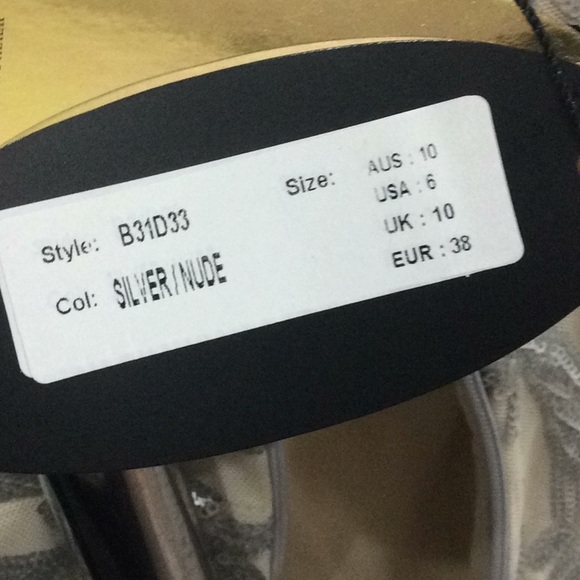 Style: B31D33
Col: SILVER/NUDE
Size: AUS : 10
USA : 6
UK : 10
EUR : 38